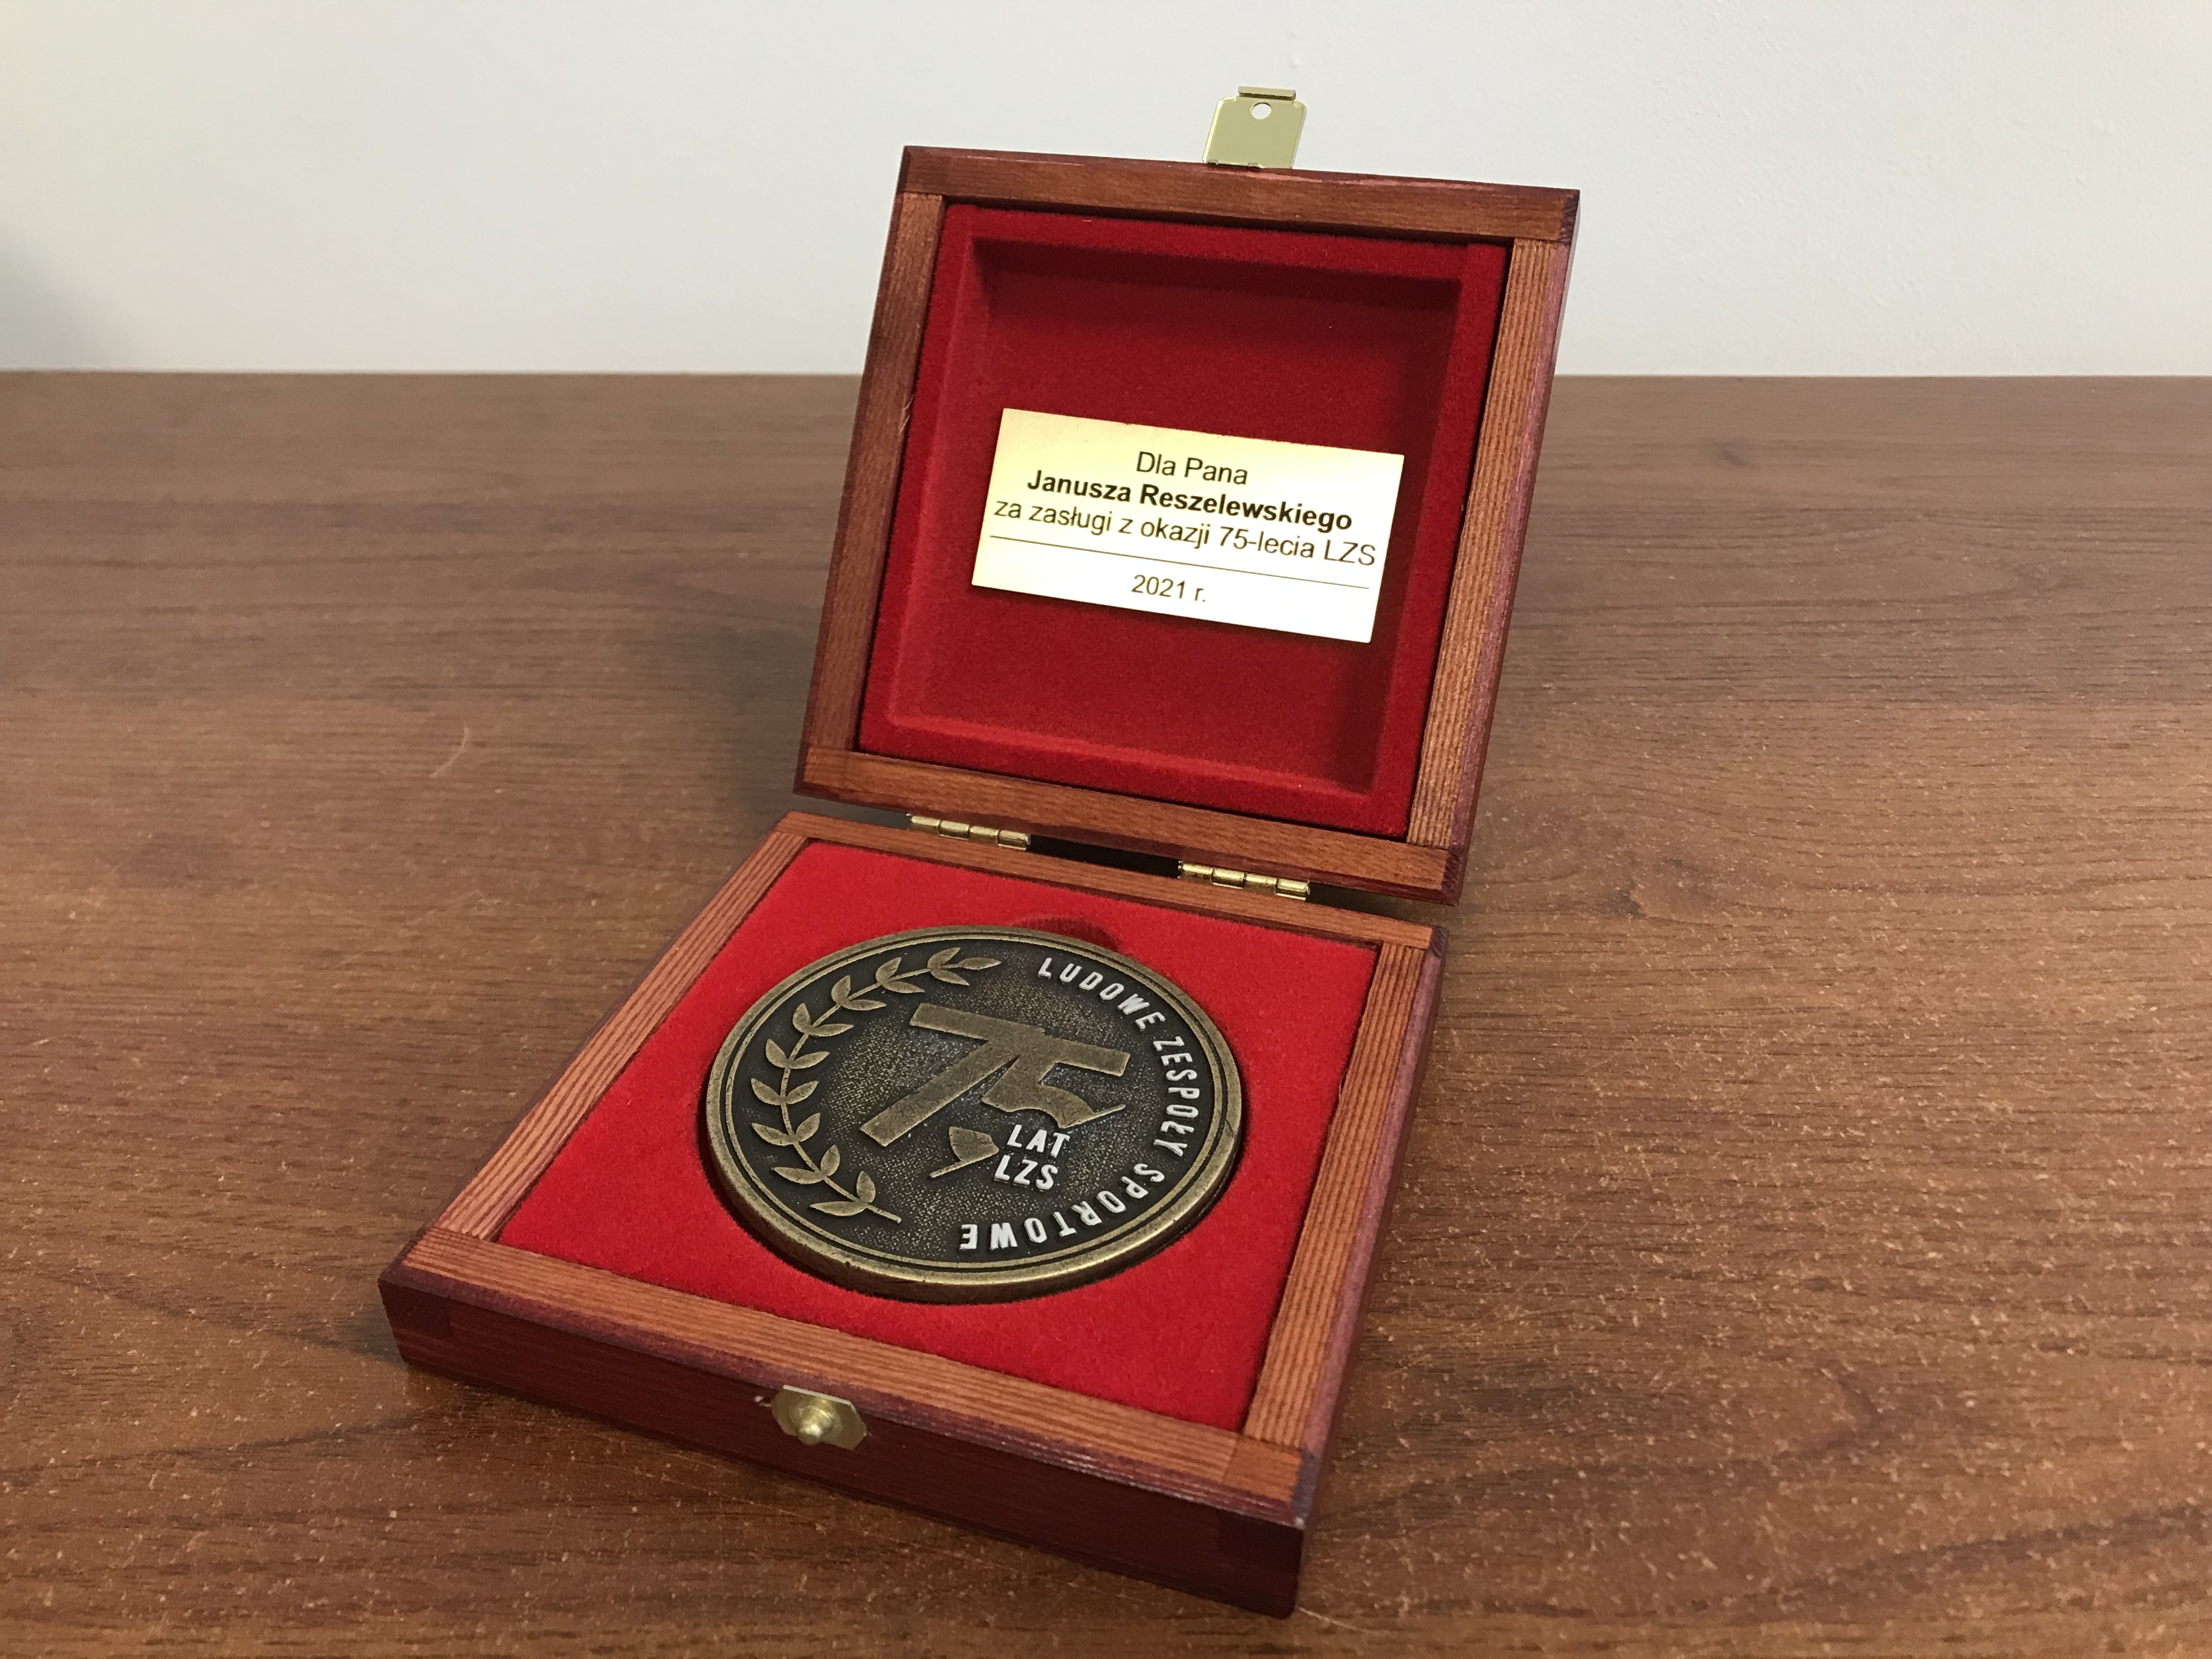 Dla Pana
Janusza Reszelewskiego
za zasługi z okazji 75-lecia LZS
2021 r.
LUDOWE ZESPOŁY SPORTOWE
75
LAT
LZS